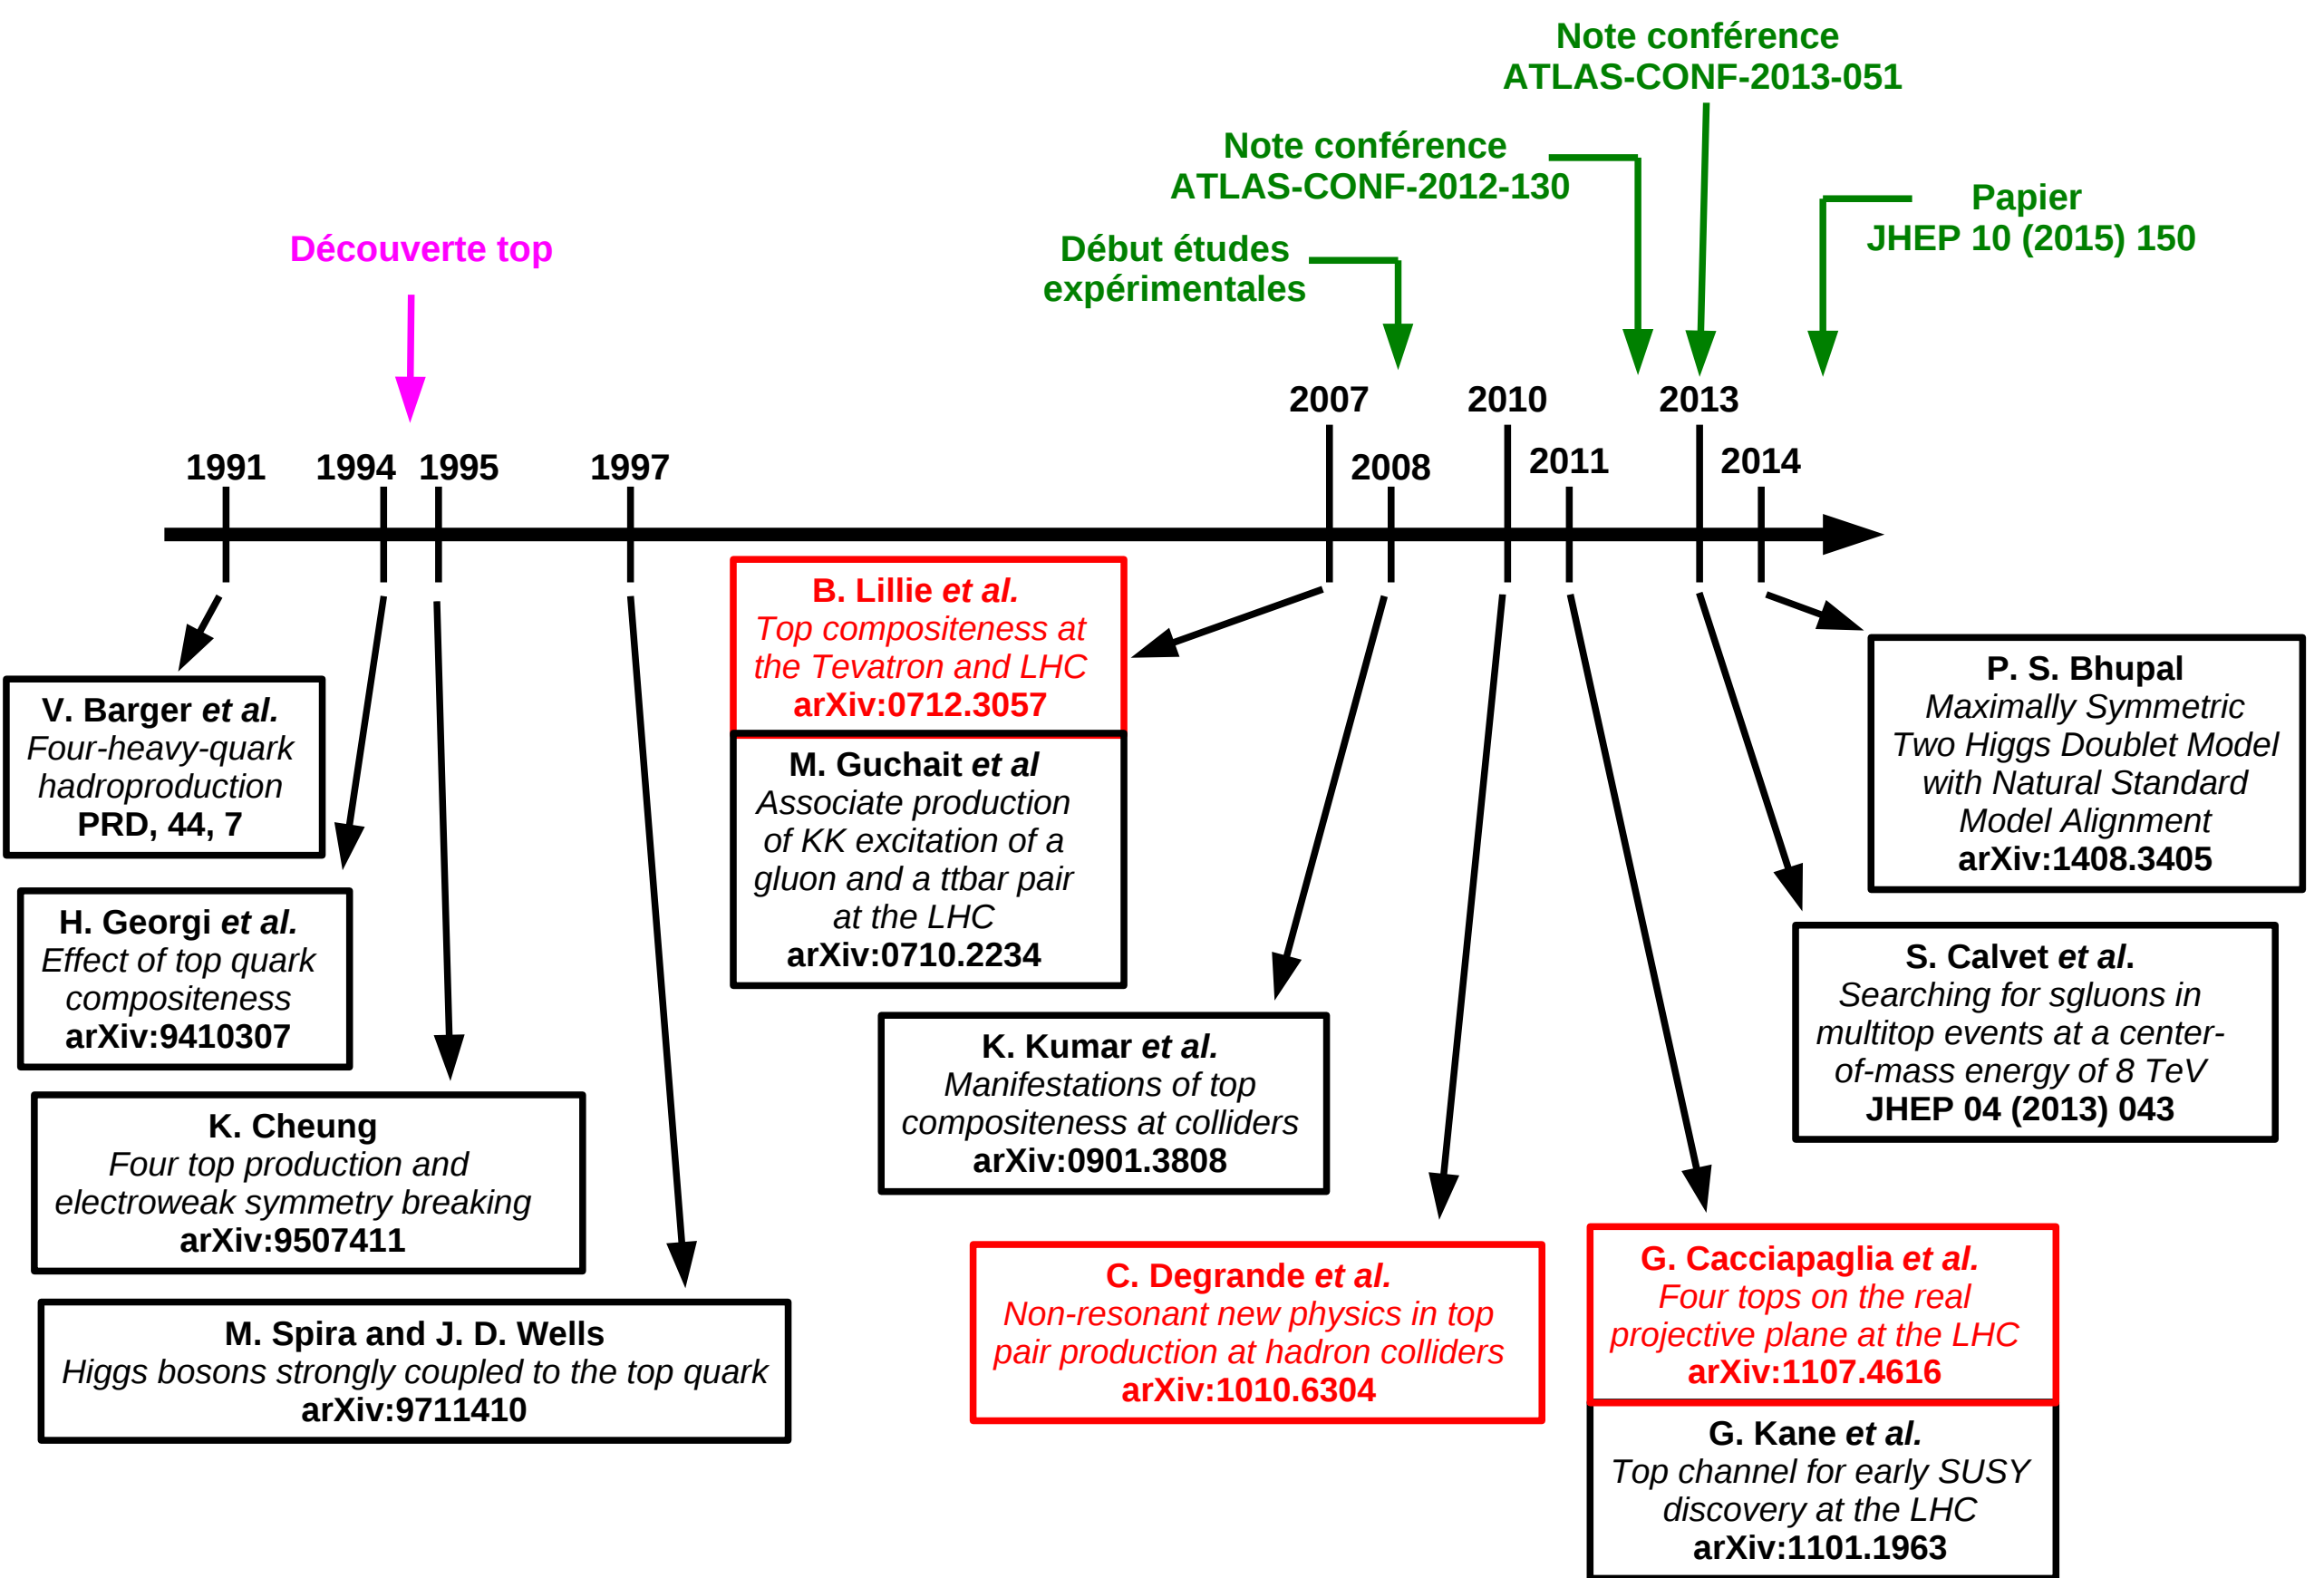 Note conférence
ATLAS-CONF-2013-051
Note conférence
ATLAS-CONF-2012-130
Papier
JHEP 10 (2015) 150
Découverte top
Début études
expérimentales
2007
2010
2013
1991
1994
1995
1997
2008
2011
2014
B. Lillie et al.
Top compositeness at
the Tevatron and LHC
arXiv:0712.3057
M. Guchait et al
Associate production
of KK excitation of a
gluon and a ttbar pair
at the LHC
arXiv:0710.2234
P. S. Bhupal
Maximally Symmetric
Two Higgs Doublet Model
with Natural Standard
Model Alignment
arXiv:1408.3405
V. Barger et al.
Four-heavy-quark
hadroproduction
PRD, 44, 7
H. Georgi et al.
Effect of top quark
compositeness
arXiv:9410307
S. Calvet et al.
Searching for sgluons in
multitop events at a center-
of-mass energy of 8 TeV
JHEP 04 (2013) 043
K. Kumar et al.
Manifestations of top
compositeness at colliders
arXiv:0901.3808
K. Cheung
Four top production and
electroweak symmetry breaking
arXiv:9507411
M. Spira and J. D. Wells
Higgs bosons strongly coupled to the top quark
arXiv:9711410
C. Degrande et al.
Non-resonant new physics in top
pair production at hadron colliders
arXiv:1010.6304
G. Cacciapaglia et al.
Four tops on the real
projective plane at the LHC
arXiv:1107.4616
G. Kane et al.
Top channel for early SUSY
discovery at the LHC
arXiv:1101.1963